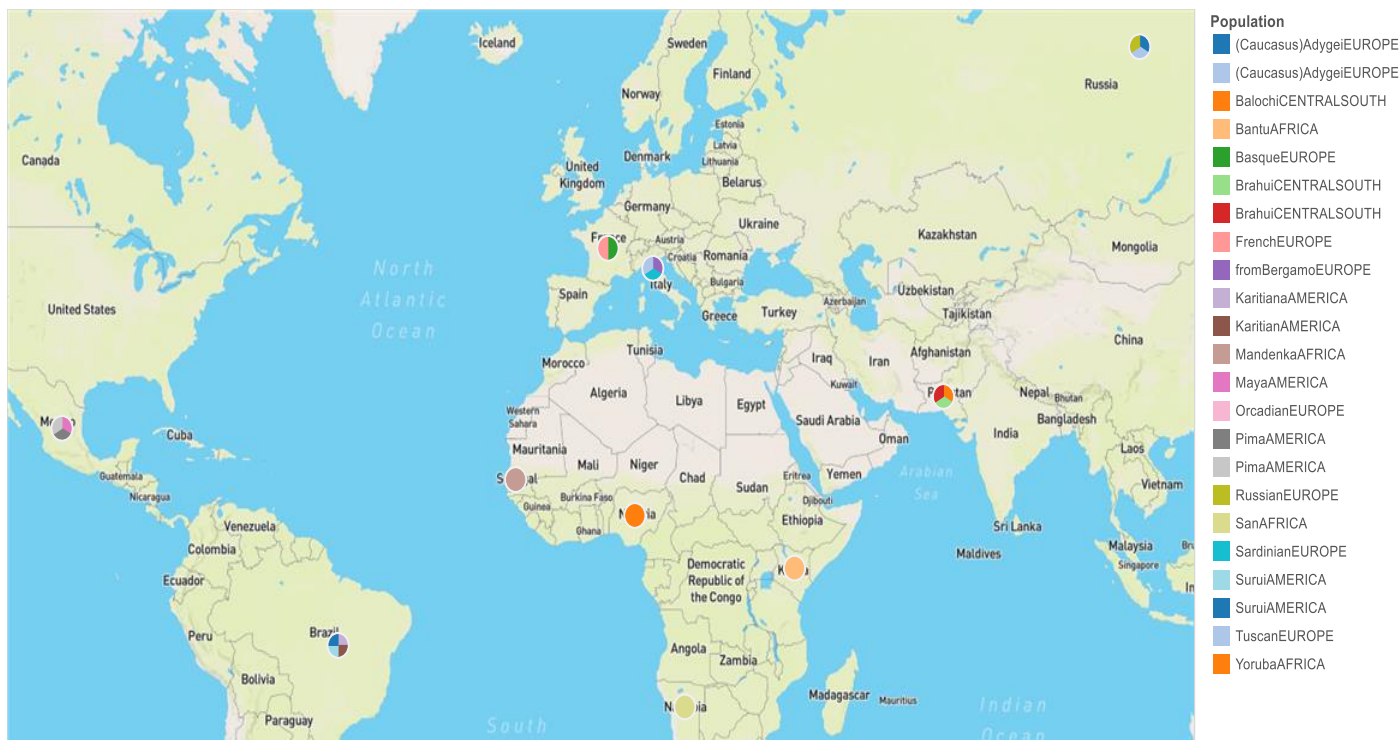 Iceland
Sweden
Finland
Norway
Russia
Estonia
Latvia
Lithuania
Denmark
Canada
United
Kingdom
Belarus
Germany
Ukraine
France
Austria
Croatia
Romania
Kazakhstan
Mongolia
North
Atlantic
Ocean
Italy
Bulgaria
Spain
Greece
Turkey
Azerbaijan
Uzbekistan
Tajikistan
United States
China
Tunisia
Morocco
Iraq
Iran
Afghanistan
Algeria
Libya
Egypt
Kuwait
Nepal
Bhutan
Western
Sahara
Saudi Arabia
Bangladesh
India
Cuba
Oman
Mauritania
Laos
Mali
Niger
Chad
Sudan
Eritrea
Yemen
Arabian
Sea
Guatemala
Nicaragua
Burkina Faso
Guinea
Ghana
Djibouti
Ethiopia
Vietnam
Sri Lanka
Venezuela
Colombia
Maldives
Malaysia
Singapore
Bru
In
Ecuador
Democratic
Republic of
the Congo
Peru
Brazil
Angola
Zambia
Bolivia
Madagascar
Mauritius
Paraguay
South
Indian
Ocean
Population
(Caucasus)AdygeiEUROPE
(Caucasus)AdygeiEUROPE
BalochiCENTRALSOUTH
BantuAFRICA
BasqueEUROPE
BrahuiCENTRALSOUTH
BrahuiCENTRALSOUTH
FrenchEUROPE
fromBergamoEUROPE
KaritianaAMERICA
KaritianAMERICA
MandenkaAFRICA
MayaAMERICA
OrcadianEUROPE
PimaAMERICA
PimaAMERICA
RussianEUROPE
SanAFRICA
SardinianEUROPE
SuruiAMERICA
SuruiAMERICA
TuscanEUROPE
YorubaAFRICA